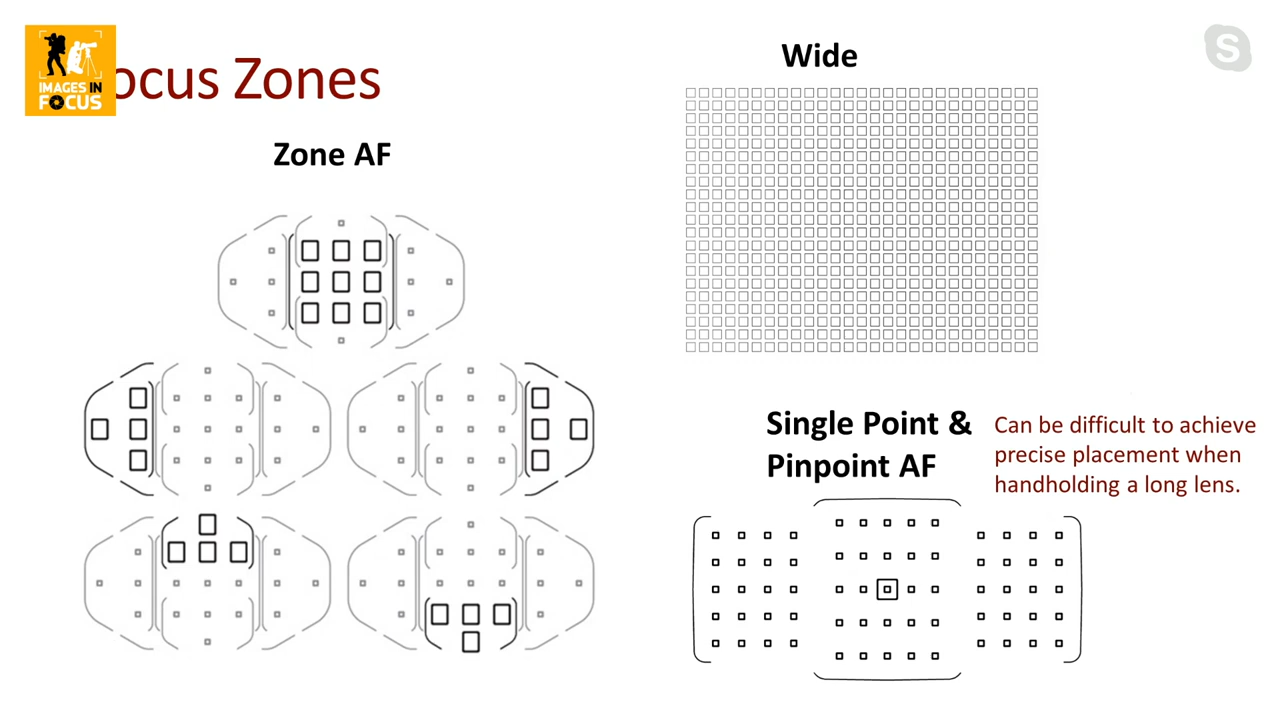 IMAGES IN
FOCUS
ocus Zones
Zone AF
Wide
S
Single Point &
Pinpoint AF
Can be difficult to achieve
precise placement when
handholding a long lens.